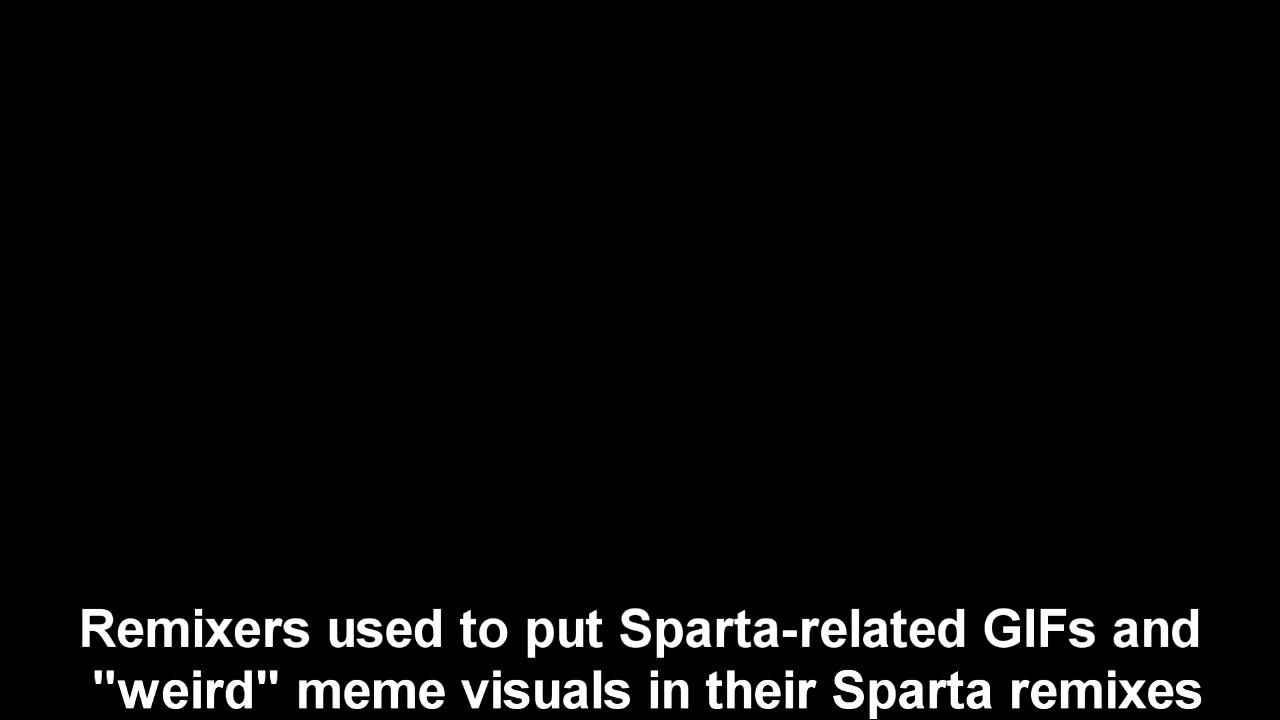 Remixers used to put Sparta-related GIFs and
"weird" meme visuals in their Sparta remixes